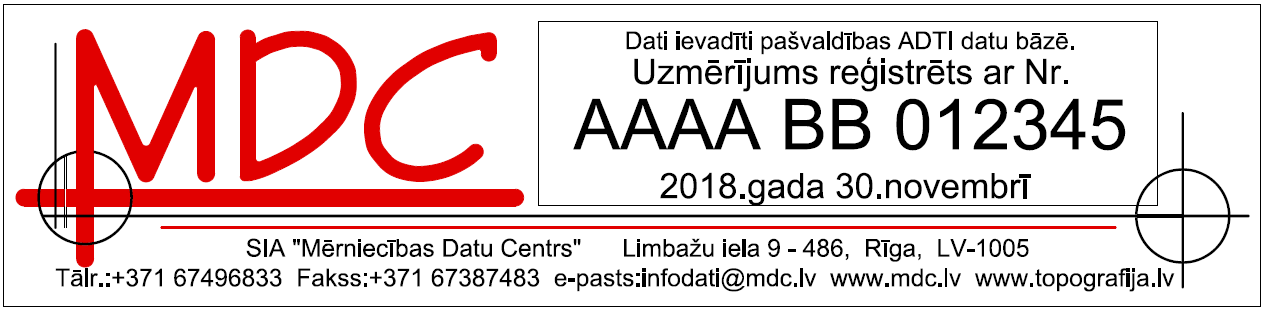 MDC
Dati ievadīti pašvaldības ADTI datu bāzē.
Uzmērījums reģistrēts ar Nr.
AAAA BB 012345
2018.gada 30.novembrī
SIA "Mērniecības Datu Centrs" Limbažu iela 9 - 486, Rīga, LV-1005
Tālr.:+371 67496833 Fakss:+371 67387483 e-pasts:infodati@mdc.lv www.mdc.lv www.topografija.lv